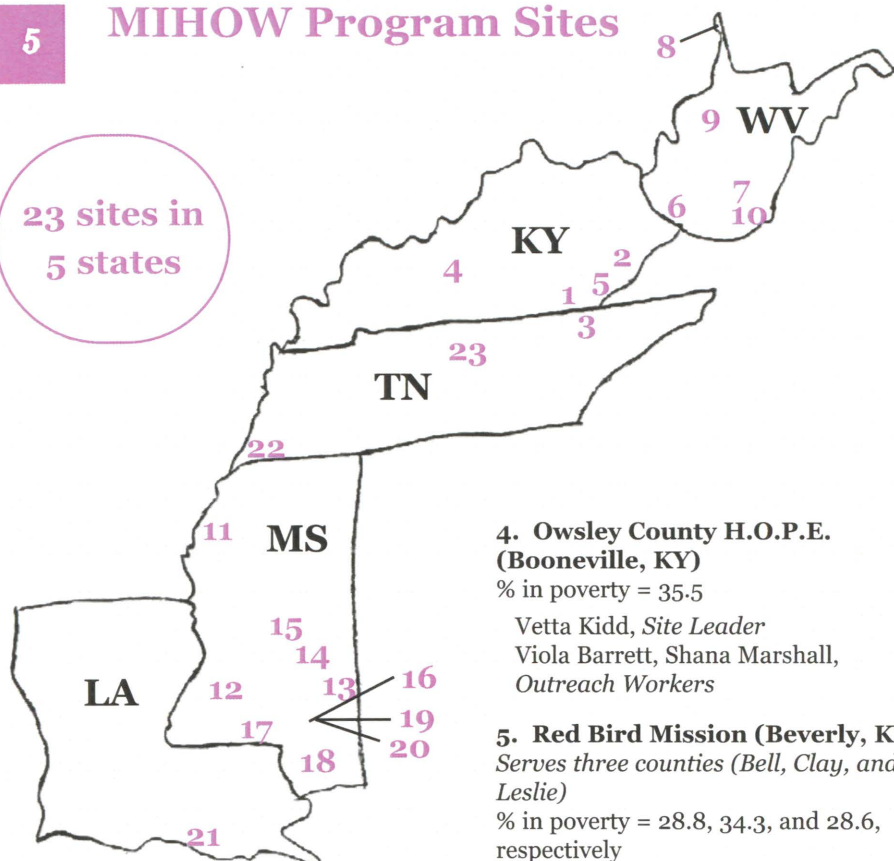 5
MIHOW Program Sites
8
9 WV
23 sites in
5 states
7
6
10
KY
2
4
5
1
3
23
TN
22
11
MS
15
14
LA
12
13
16
17
19
20
18
21
4. Owsley County H.O.P.E.
(Booneville, KY)
% in poverty = 35.5
Vetta Kidd, Site Leader
Viola Barrett, Shana Marshall,
Outreach Workers
5. Red Bird Mission (Beverly, K
Serves three counties (Bell, Clay, and
Leslie)
% in poverty = 28.8, 34.3, and 28.6,
respectively